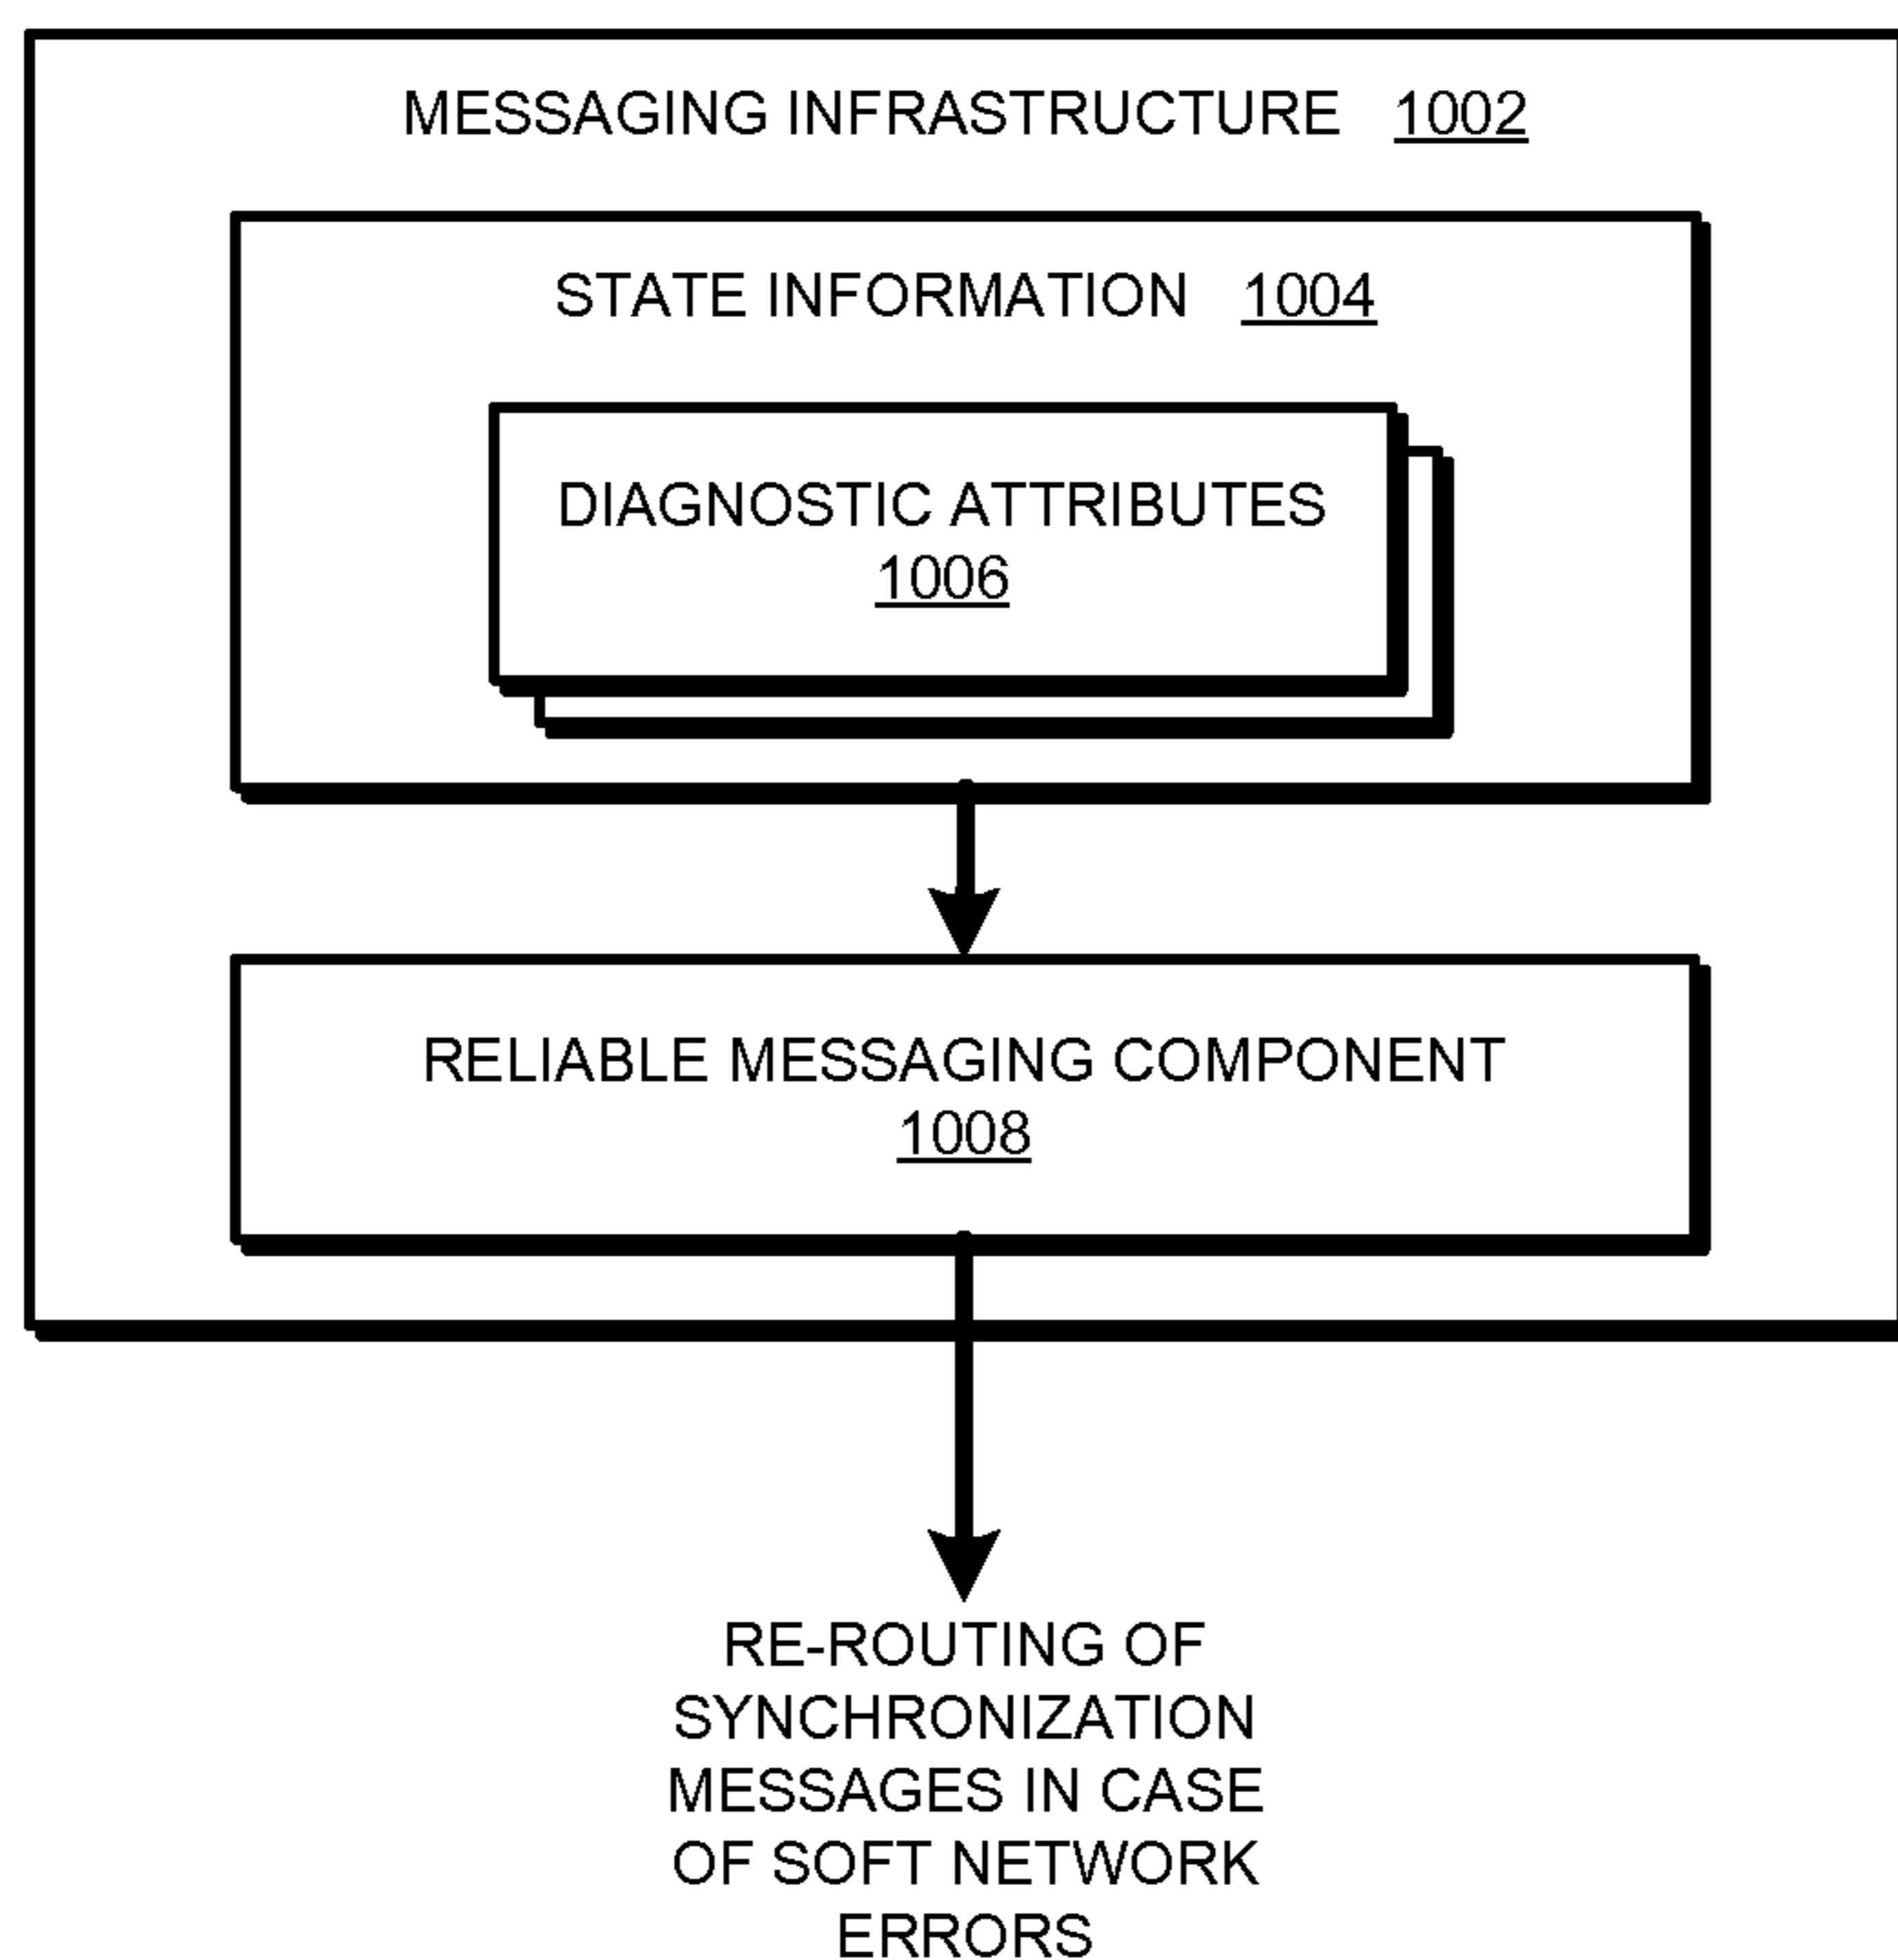 MESSAGING INFRASTRUCTURE 1002
STATE INFORMATION 1004
DIAGNOSTIC ATTRIBUTES
1006
RELIABLE MESSAGING COMPONENT
1008
RE-ROUTING OF
SYNCHRONIZATION
MESSAGES IN CASE
OF SOFT NETWORK
ERRORS